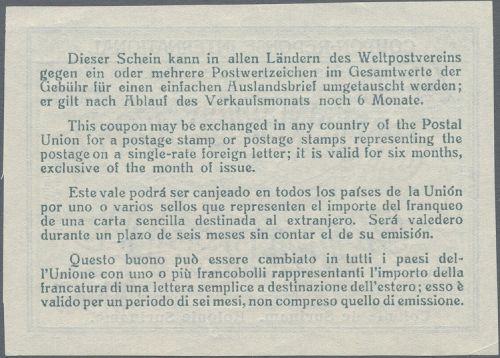 Dieser Schein kann in allen Ländern des Weltpostvereins
gegen ein oder mehrere Postwertzeichen im Gesamtwerte der
Gebühr für einen einfachen Auslandsbrief umgetauscht werden;
er gilt nach Ablauf des Verkaufsmonats noch 6 Monate.
This coupon may be exchanged in any country of the Postal
Union for a postage stamp or postage stamps representing the
postage on a single-rate foreign letter; it is valid for six months,
exclusive of the month of issue.
Este vale podrá ser canjeado en todos los países de la Unión
por uno o varios sellos que representen el importe del franqueo
de una carta sencilla destinada al extranjero. Será valedero
durante un plazo de seis meses sin contar el de su emisión.
Questo buono può essere cambiato in tutti i paesi del-
l'Unione con uno o più francobolli rappresentanti l'importo della
francatura di una lettera semplice a destinazione dell'estero; esso è
valido per un periodo di sei mesi, non compreso quello di emissione.